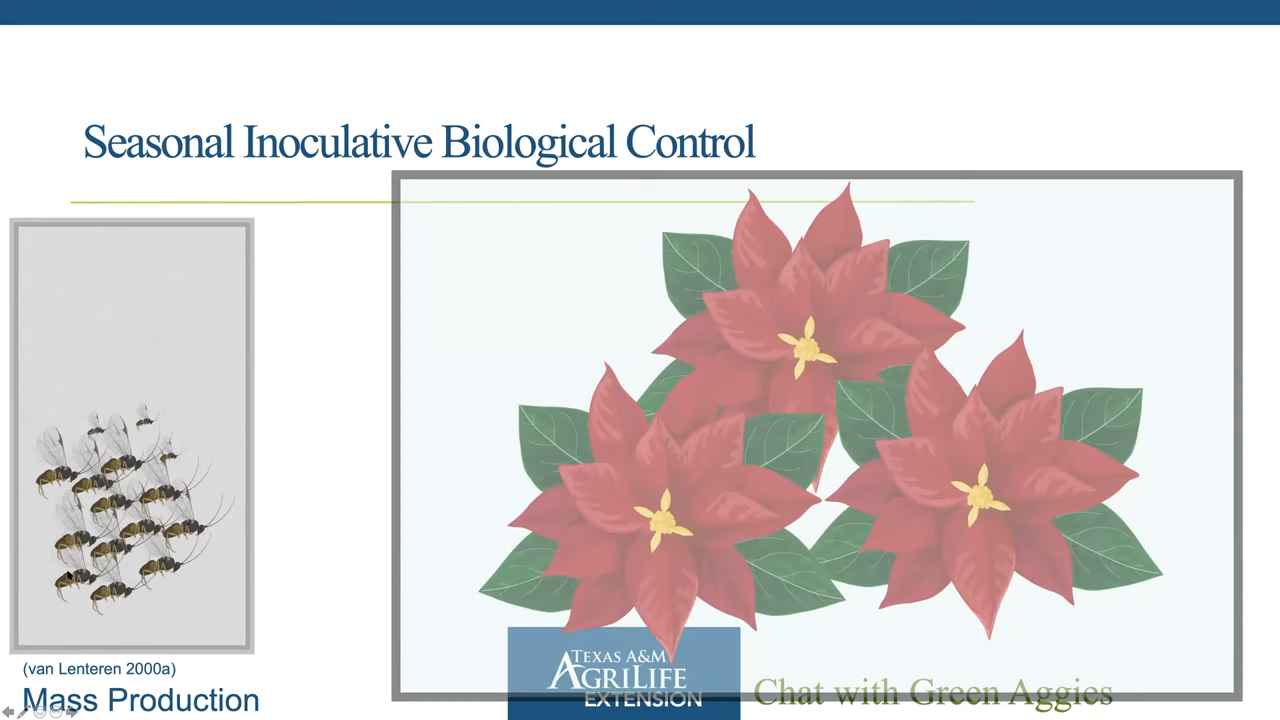 Seasonal Inoculative Biological Control
(van Lenteren 2000a)
Mass Production
TEXAS A&M
AGRILIFE
EXTENSION
Chat with Green Aggies